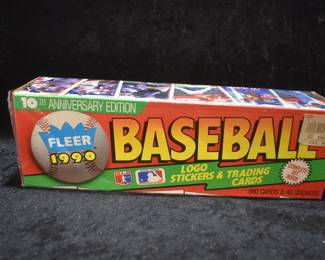 10TH ANNIVERSARY EDITION
FLEER
1990
BASEBALL
LOGO
STICKERS & TRADING
CARDS
660 CARDS & 45 STICKERS